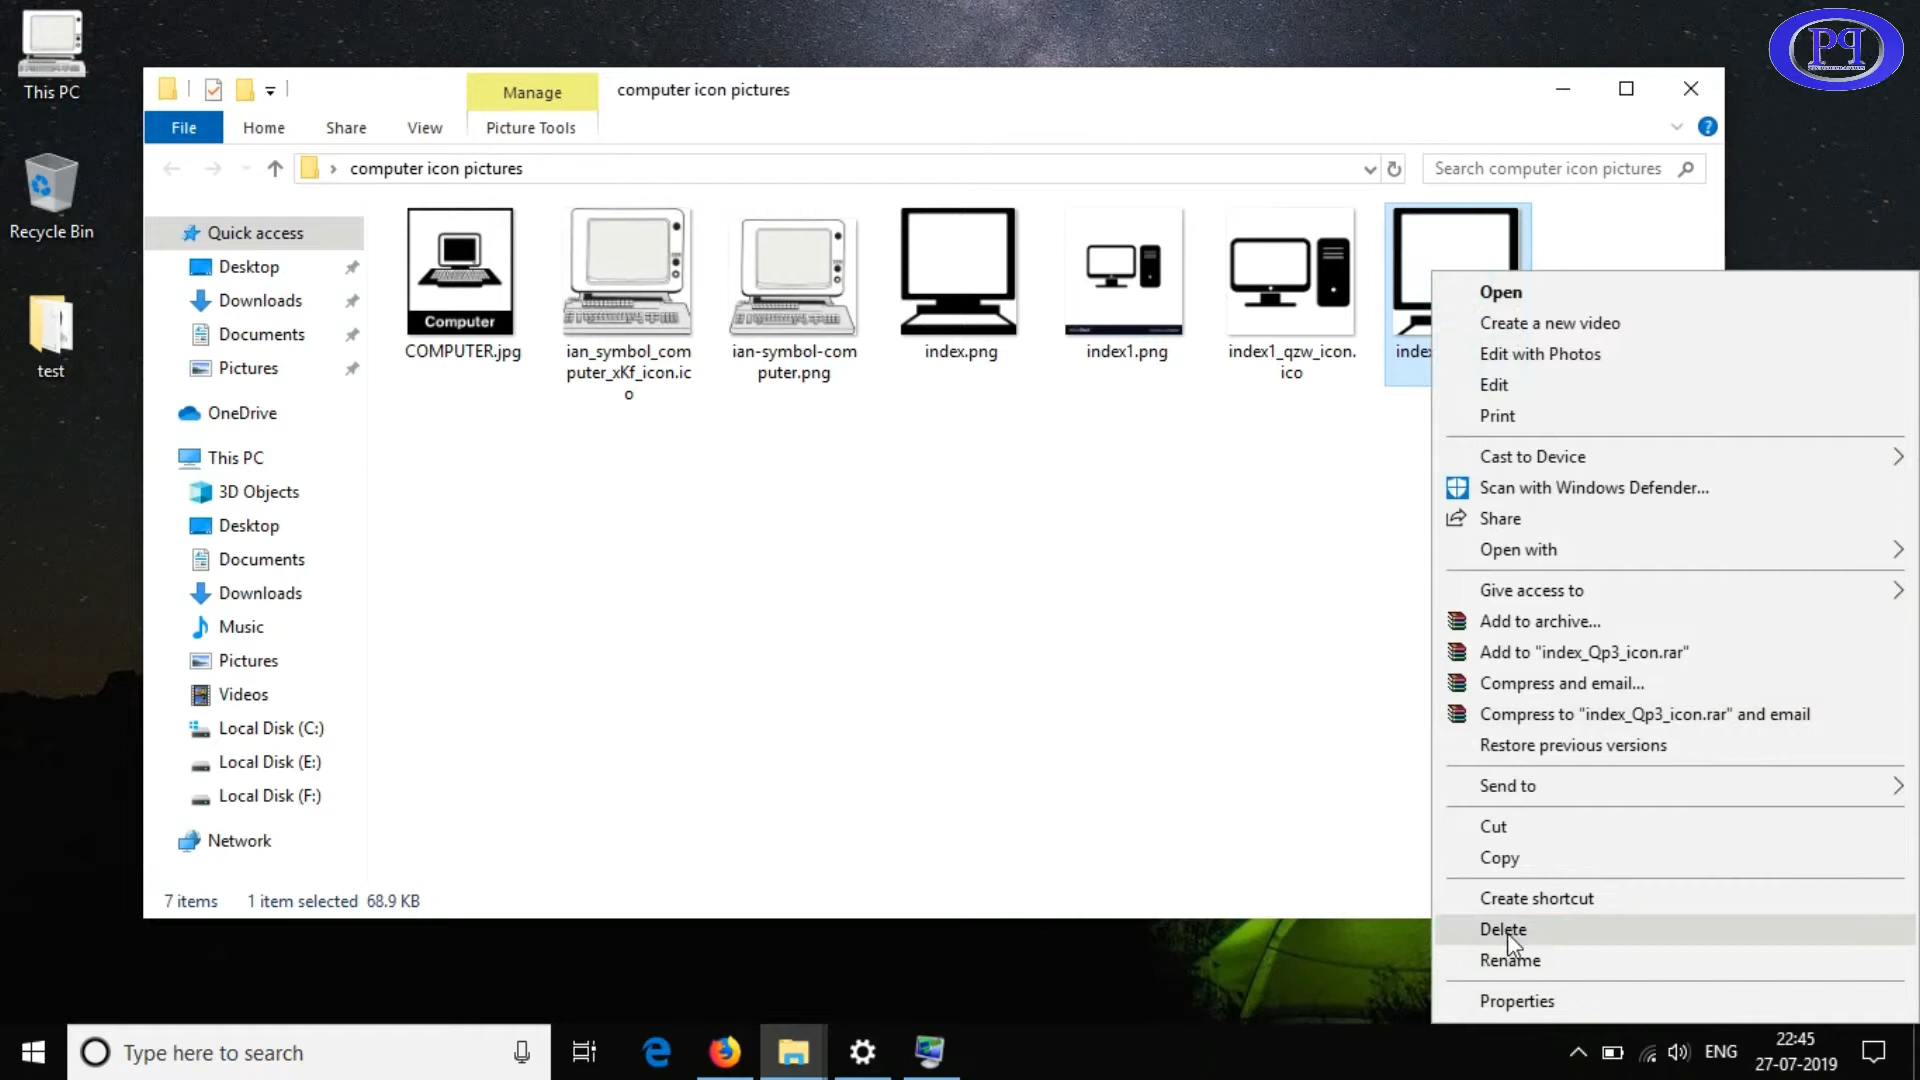 This PC
Recycle Bin
test
Manage
computer icon pictures
File
Home
Share
View
Picture Tools
computer icon pictures
Search computer icon pictures
Quick access
Desktop
Downloads
Documents
Pictures
OneDrive
This PC
3D Objects
Desktop
Documents
Downloads
Music
Pictures
Videos
Local Disk (C:)
Local Disk (E:)
Local Disk (F:)
Network
Computer
COMPUTER.jpg
ian_symbol_com
puter_xKf_icon.ic
o
ian-symbol-com
puter.png
index.png
index1.png
index1_qzw_icon.
ico
index
7 items
1 item selected 68.9 KB
Open
Create a new video
Edit with Photos
Edit
Print
Cast to Device
Scan with Windows Defender...
Share
Open with
Give access to
Add to archive...
Add to "index_Qp3_icon.rar"
Compress and email...
Compress to "index_Qp3_icon.rar" and email
Restore previous versions
Send to
Cut
Copy
Create shortcut
Delete
Rename
Properties
Type here to search
ENG
22:45
27-07-2019